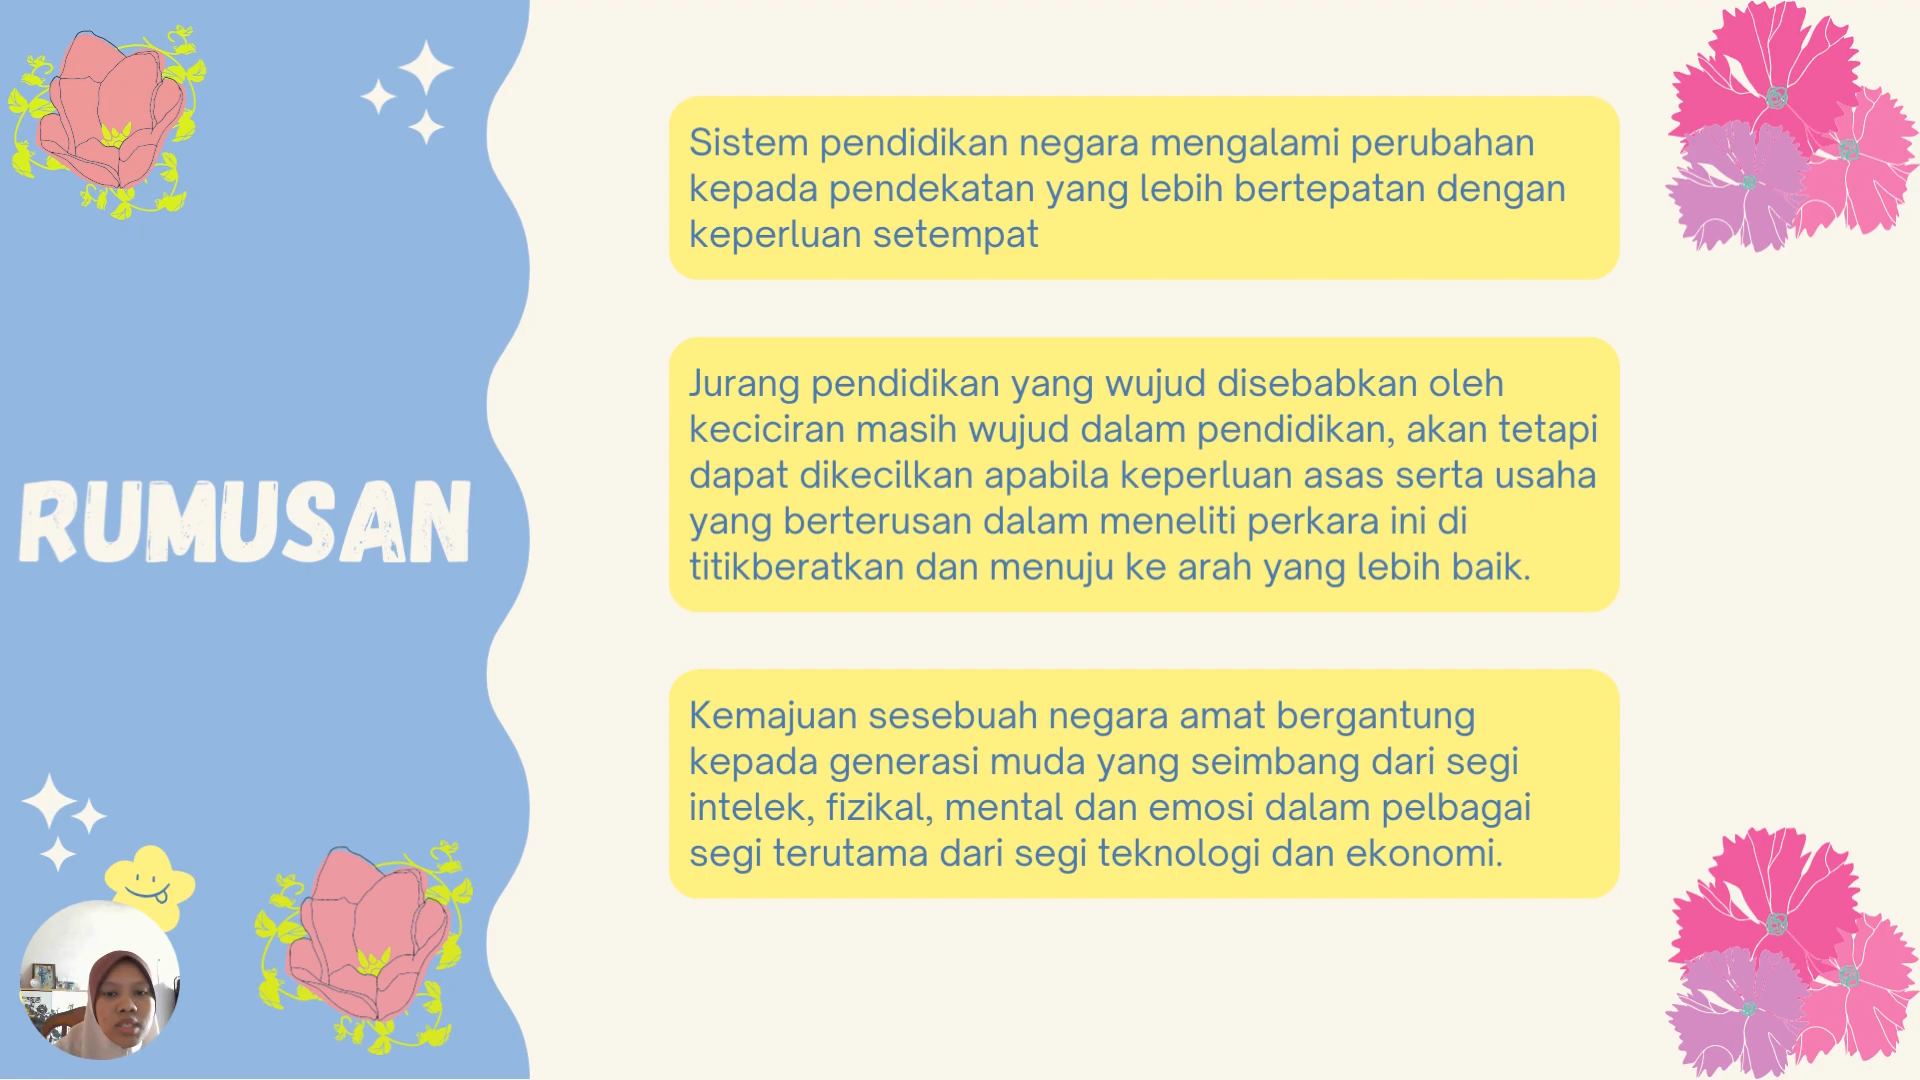 RUMUSAN
Sistem pendidikan negara mengalami perubahan
kepada pendekatan yang lebih bertepatan dengan
keperluan setempat
Jurang pendidikan yang wujud disebabkan oleh
keciciran masih wujud dalam pendidikan, akan tetapi
dapat dikecilkan apabila keperluan asas serta usaha
yang berterusan dalam meneliti perkara ini di
titikberatkan dan menuju ke arah yang lebih baik.
Kemajuan sesebuah negara amat bergantung
kepada generasi muda yang seimbang dari segi
intelek, fizikal, mental dan emosi dalam pelbagai
segi terutama dari segi teknologi dan ekonomi.